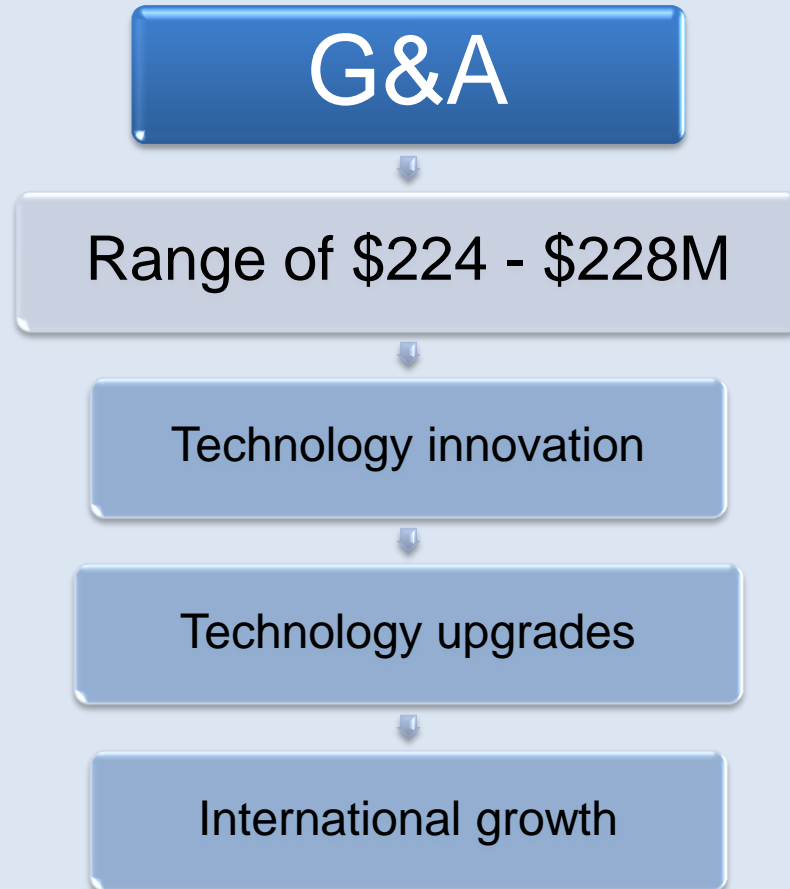 G&A
Range of $224 - $228M
Technology innovation
Technology upgrades
International growth